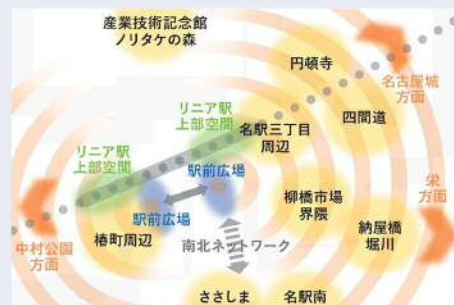 産業技術記念館
ノリタケの森
円頓寺
名古屋城
方面
四間道
リニア駅
上部空間
名駅三丁目
周辺
リニア駅
上部空間
駅前広場
柳橋市場
界隈
栄
方面
駅前広場
納屋橋
堀川
椿町周辺
南北ネットワーク
中村公園
方面
ささしま
名駅南